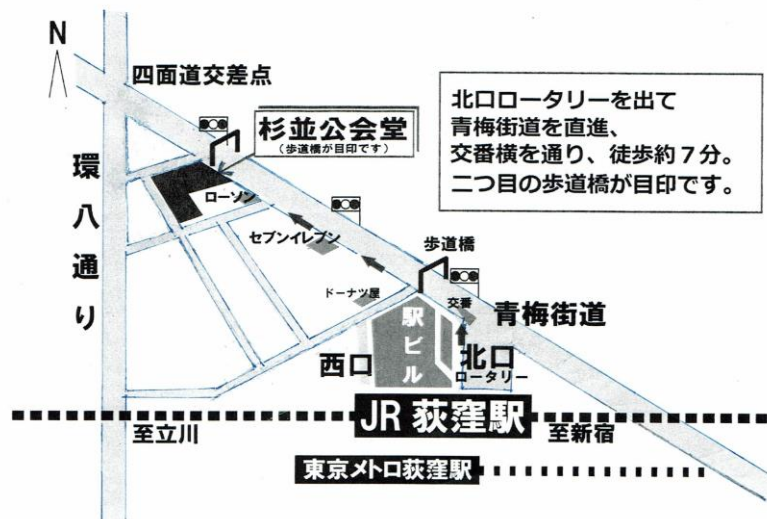 N
四面道交差点
北口ロータリーを出て
青梅街道を直進、
交番横を通り、徒歩約7分。
二つ目の歩道橋が目印です。
杉並公会堂
(歩道橋が目印です)
環八通り
ローソン
セブンイレブン
歩道橋
ドーナツ屋
交番
青梅街道
駅ビル
西口
北口
ロータリー
JR 荻窪駅
至立川
至新宿
東京メトロ荻窪駅